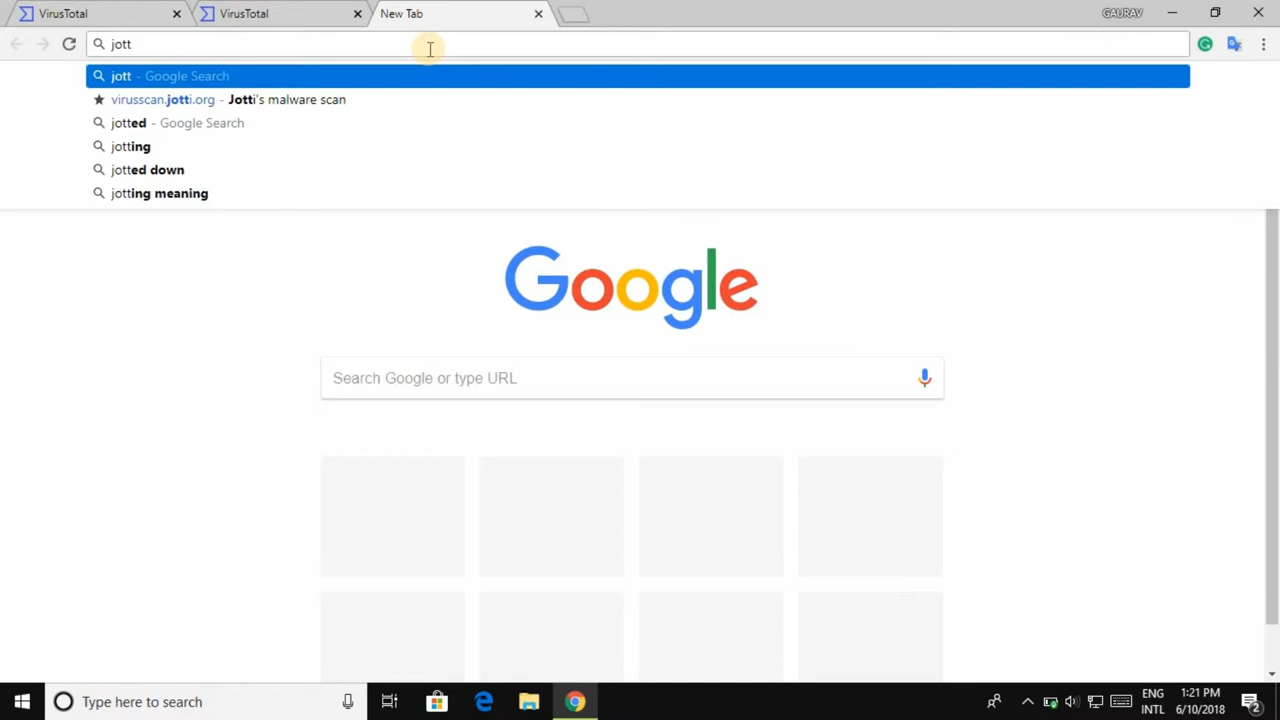 VirusTotal
VirusTotal
New Tab
GAURAV
jott
jott - Google Search
virusscan.jotti.org - Jotti's malware scan
jotted - Google Search
jotting
jotted down
jotting meaning
Google
Search Google or type URL
Type here to search
ENG
INTL
1:21 PM
6/10/2018
2